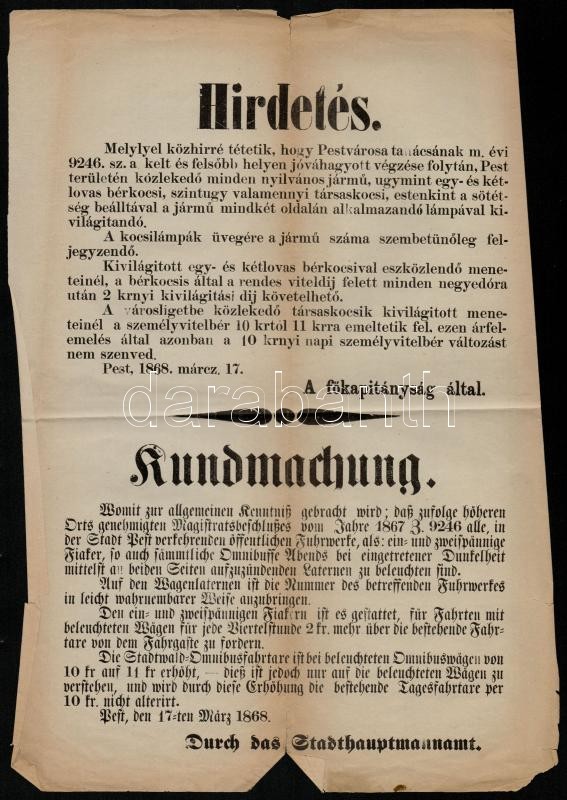 Hirdetés.
Melylyel közhirré tétetik, hogy Pestvárosa tanácsának m. évi
9246. sz. a kelt és felsőbb helyen jóváhagyott végzése folytán, Pest
területén közlekedő minden nyilvános jármű, ugymint egy- és két-
lovas bérkocsi, szintugy valamennyi társaskocsi, estenkint a sötét-
ség beálltával a jármű mindkét oldalán alkalmazandó lámpával ki-
világitandó.
A kocsilámpák üvegére a jármű száma szembetünőleg fel-
jegyzendő.
Kivilágitott egy- és kétlovas bérkocsival eszközlendő mene-
teinél, a bérkocsis által a rendes viteldij felett minden negyedóra
után 2 krnyi kivilágitási dij követelhető.
A városligetbe közlekedő társaskocsik kivilágitott mene-
teinél a személyvitelbér 10 krtól 11 krra emeltetik fel, ezen árfel-
emelés által azonban a 10 krnyi napi személyvitelbér változást
nem szenved.
Pest, 1868. márcz. 17.
A főkapitányság által.
darabanth
Kundmachung.
Womit zur allgemeinen Kenntniß gebracht wird; daß zufolge höheren
Orts genehmigten Magistratsbeschlußes vom Jahre 1867 Z. 9246 alle, in
der Stadt Pest verkehrenden öffentlichen Fuhrwerke, als: ein- und zweispännige
Fiaker, so auch sämmtliche Omnibusse Abends bei eingetretener Dunkelheit
mittelst an beiden Seiten aufzuzündenden Laternen zu beleuchten sind.
Auf den Wagenlaternen ist die Nummer des betreffenden Fuhrwerkes
in leicht wahrnembarer Weise anzubringen.
Den ein- und zweispännigen Fiakern ist es gestattet, für Fahrten mit
beleuchteten Wägen für jede Viertelstunde 2 kr. mehr über die bestehende Fahr-
taxe von dem Fahrgaste zu fordern.
Die Stadtwald-Omnibusfahrtaxe ist bei beleuchteten Omnibuswägen von
10 kr auf 11 kr erhöht, — dieß ist jedoch nur auf die beleuchteten Wägen zu
verstehen, und wird durch diese Erhöhung die bestehende Tagesfahrtaxe per
10 kr. nicht alterirt.
Pest, den 17-ten März 1868.
Durch das Stadthauptmannamt.